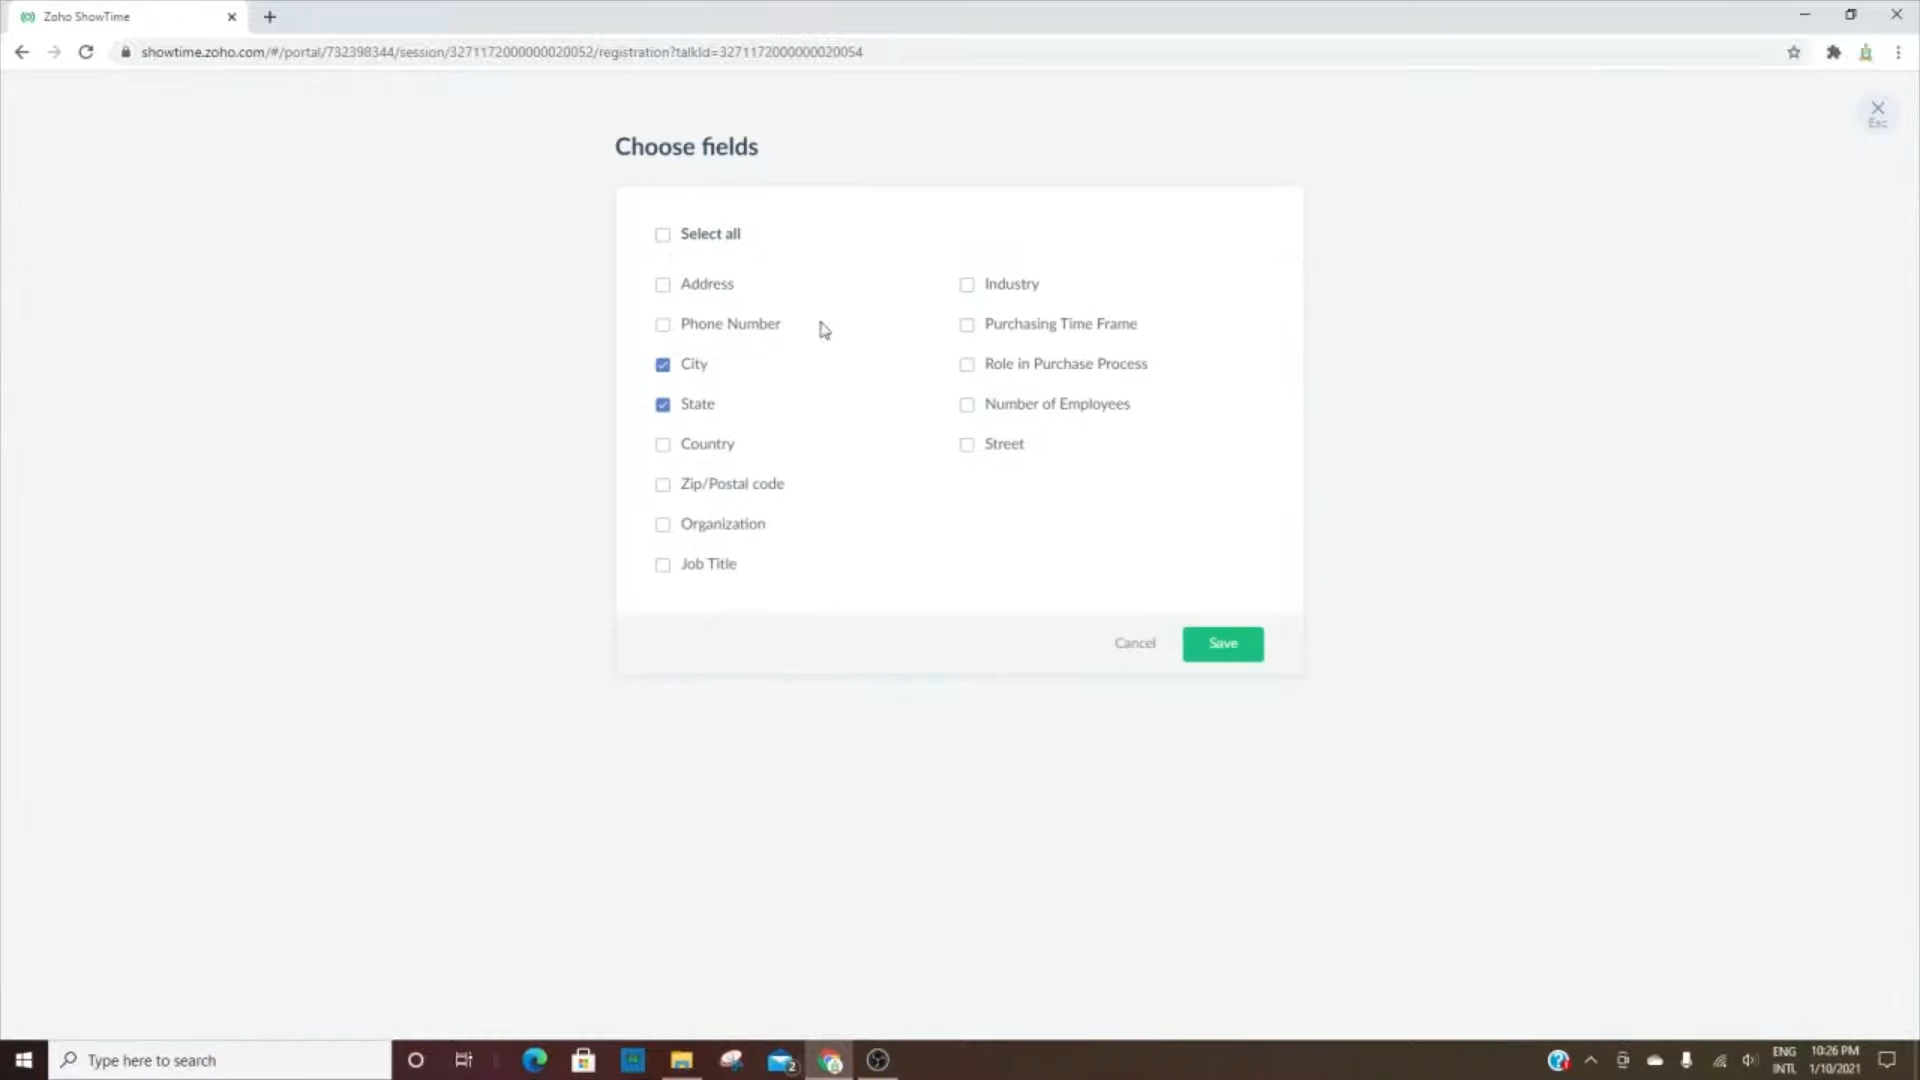 Zoho ShowTime
showtime.zoho.com/#/portal/732398344/session/3271172000000020052/registration?talkId=3271172000000020054
Esc
Choose fields
Select all
Address
Industry
Phone Number
Purchasing Time Frame
City
Role in Purchase Process
State
Number of Employees
Country
Street
Zip/Postal code
Organization
Job Title
Cancel
Save
Type here to search
2
ENG
INTL
10:26 PM
1/10/2021